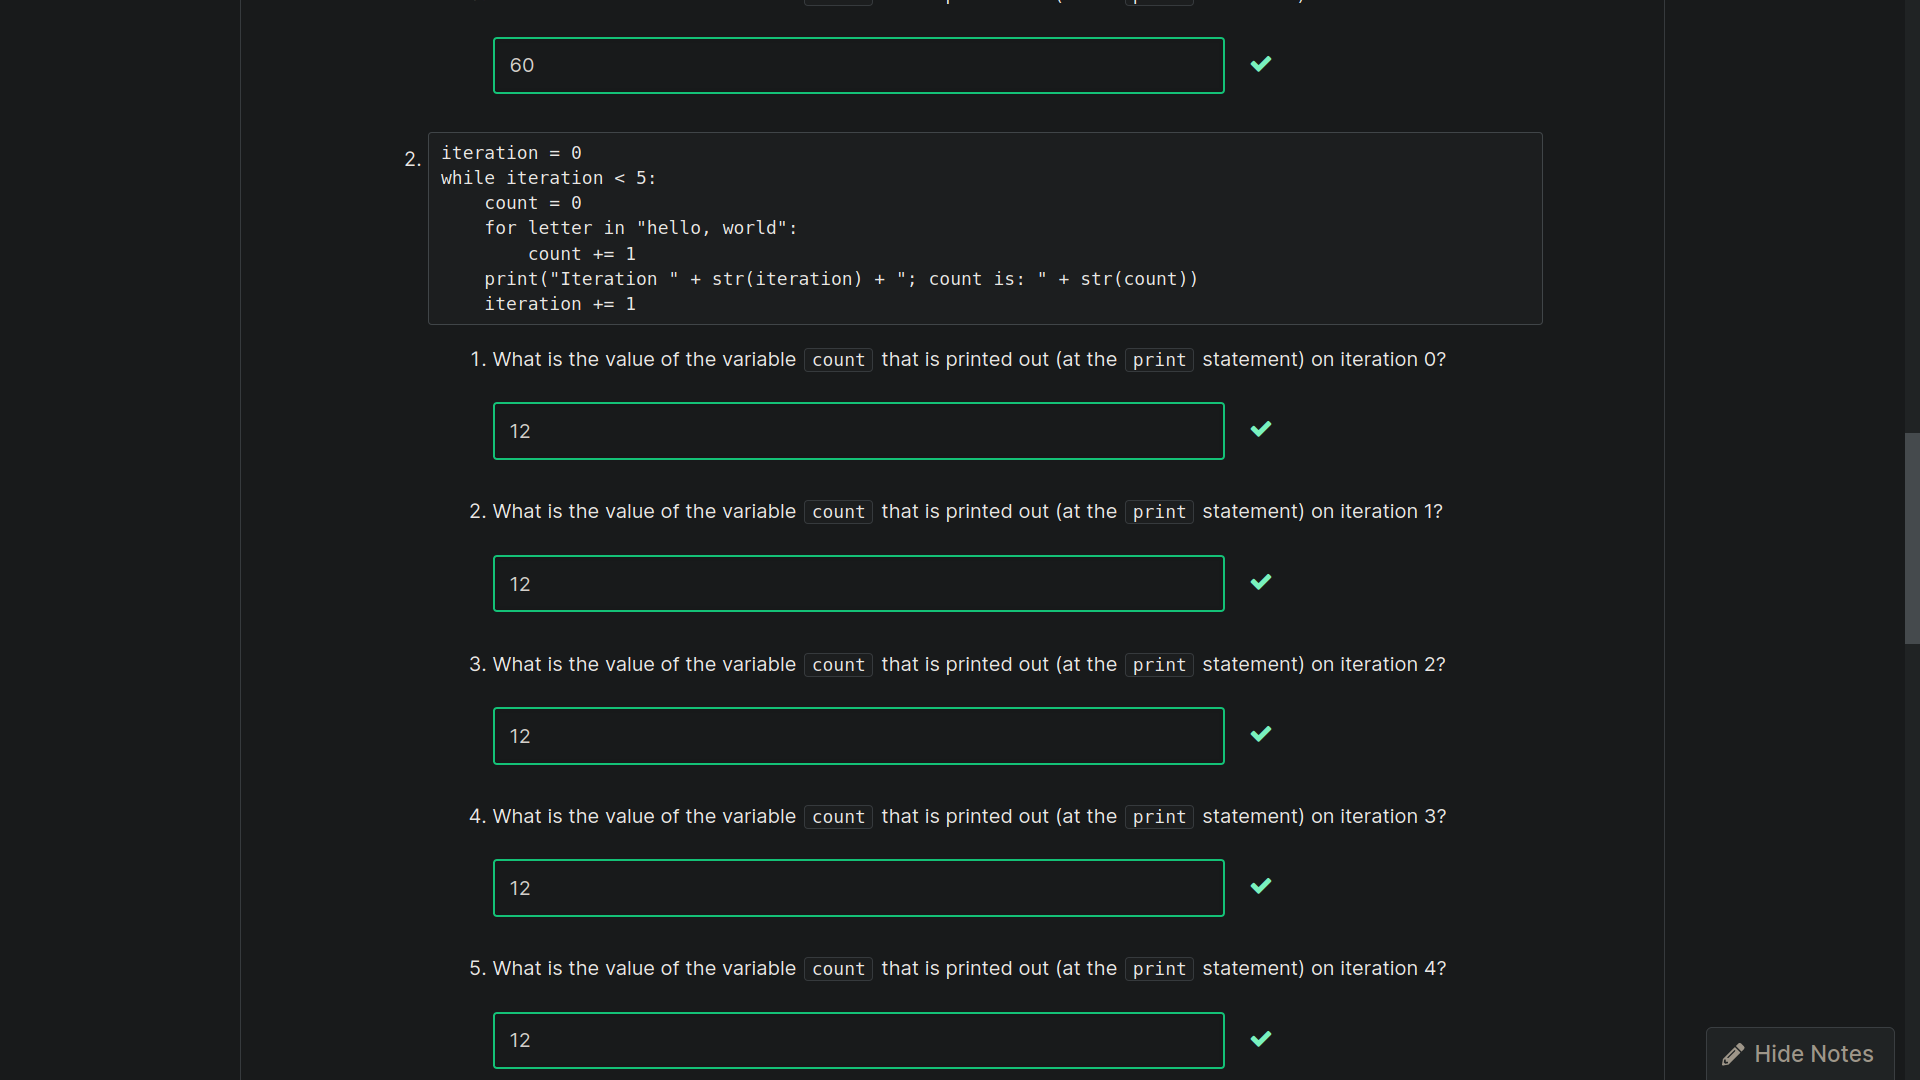 60
2.
iteration = 0
while iteration < 5:
    count = 0
    for letter in "hello, world":
        count += 1
    print("Iteration " + str(iteration) + "; count is: " + str(count))
    iteration += 1
1. What is the value of the variable count that is printed out (at the print statement) on iteration 0?
12
2. What is the value of the variable count that is printed out (at the print statement) on iteration 1?
12
3. What is the value of the variable count that is printed out (at the print statement) on iteration 2?
12
4. What is the value of the variable count that is printed out (at the print statement) on iteration 3?
12
5. What is the value of the variable count that is printed out (at the print statement) on iteration 4?
12
Hide Notes